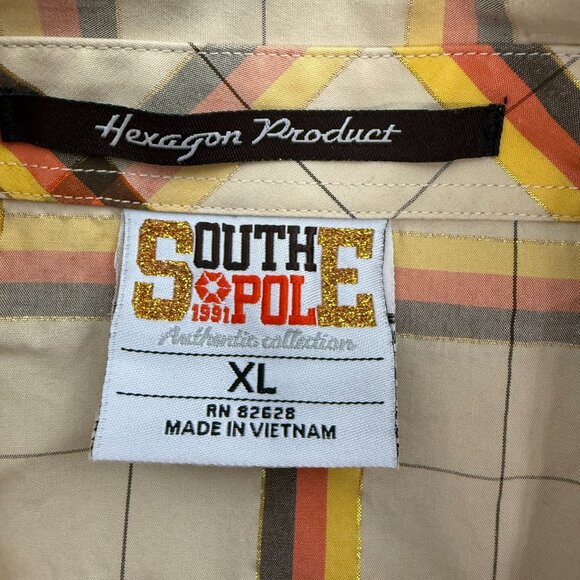 Hexagon Product
SOUTH POLE
1991
Authentic collection
XL
RN 82628
MADE IN VIETNAM